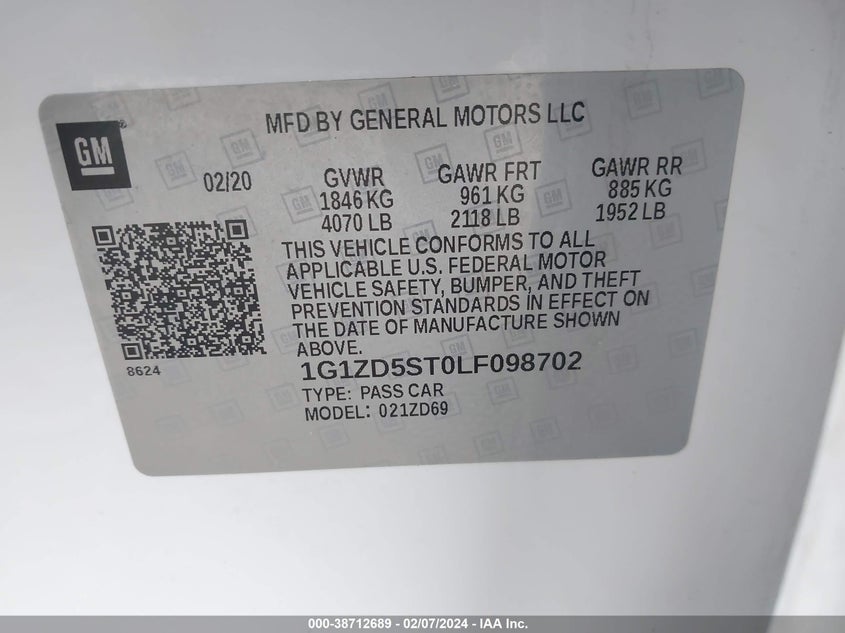 MFD BY GENERAL MOTORS LLC
GM®
02/20 GVWR GAWR FRT GAWR RR
1846 KG 961 KG 885 KG
4070 LB 2118 LB 1952 LB
THIS VEHICLE CONFORMS TO ALL
APPLICABLE U.S. FEDERAL MOTOR
VEHICLE SAFETY, BUMPER, AND THEFT
PREVENTION STANDARDS IN EFFECT ON
THE DATE OF MANUFACTURE SHOWN
ABOVE.
8624
1G1ZD5ST0LF098702
TYPE: PASS CAR
MODEL: 021ZD69
000-38712689 - 02/07/2024 - IAAI.COM